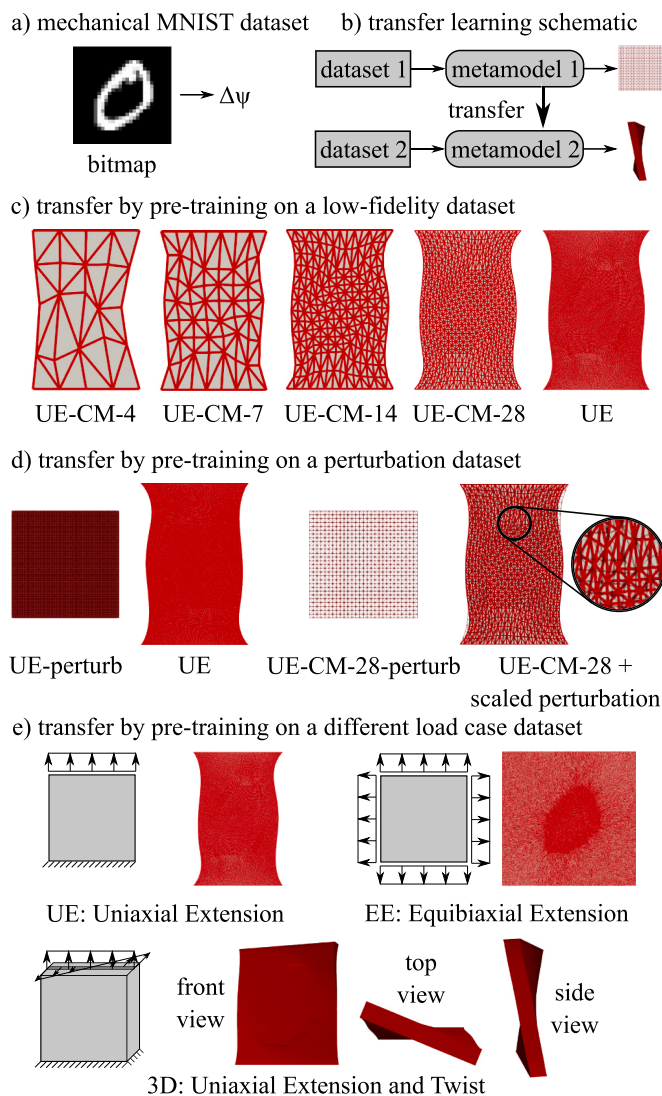 a) mechanical MNIST dataset
bitmap
Δψ
b) transfer learning schematic
dataset 1
metamodel 1
transfer
dataset 2
metamodel 2
c) transfer by pre-training on a low-fidelity dataset
UE-CM-4
UE-CM-7
UE-CM-14
UE-CM-28
UE
d) transfer by pre-training on a perturbation dataset
UE-perturb
UE
UE-CM-28-perturb
UE-CM-28 +
scaled perturbation
e) transfer by pre-training on a different load case dataset
UE: Uniaxial Extension
EE: Equibiaxial Extension
front
view
top
view
side
view
3D: Uniaxial Extension and Twist